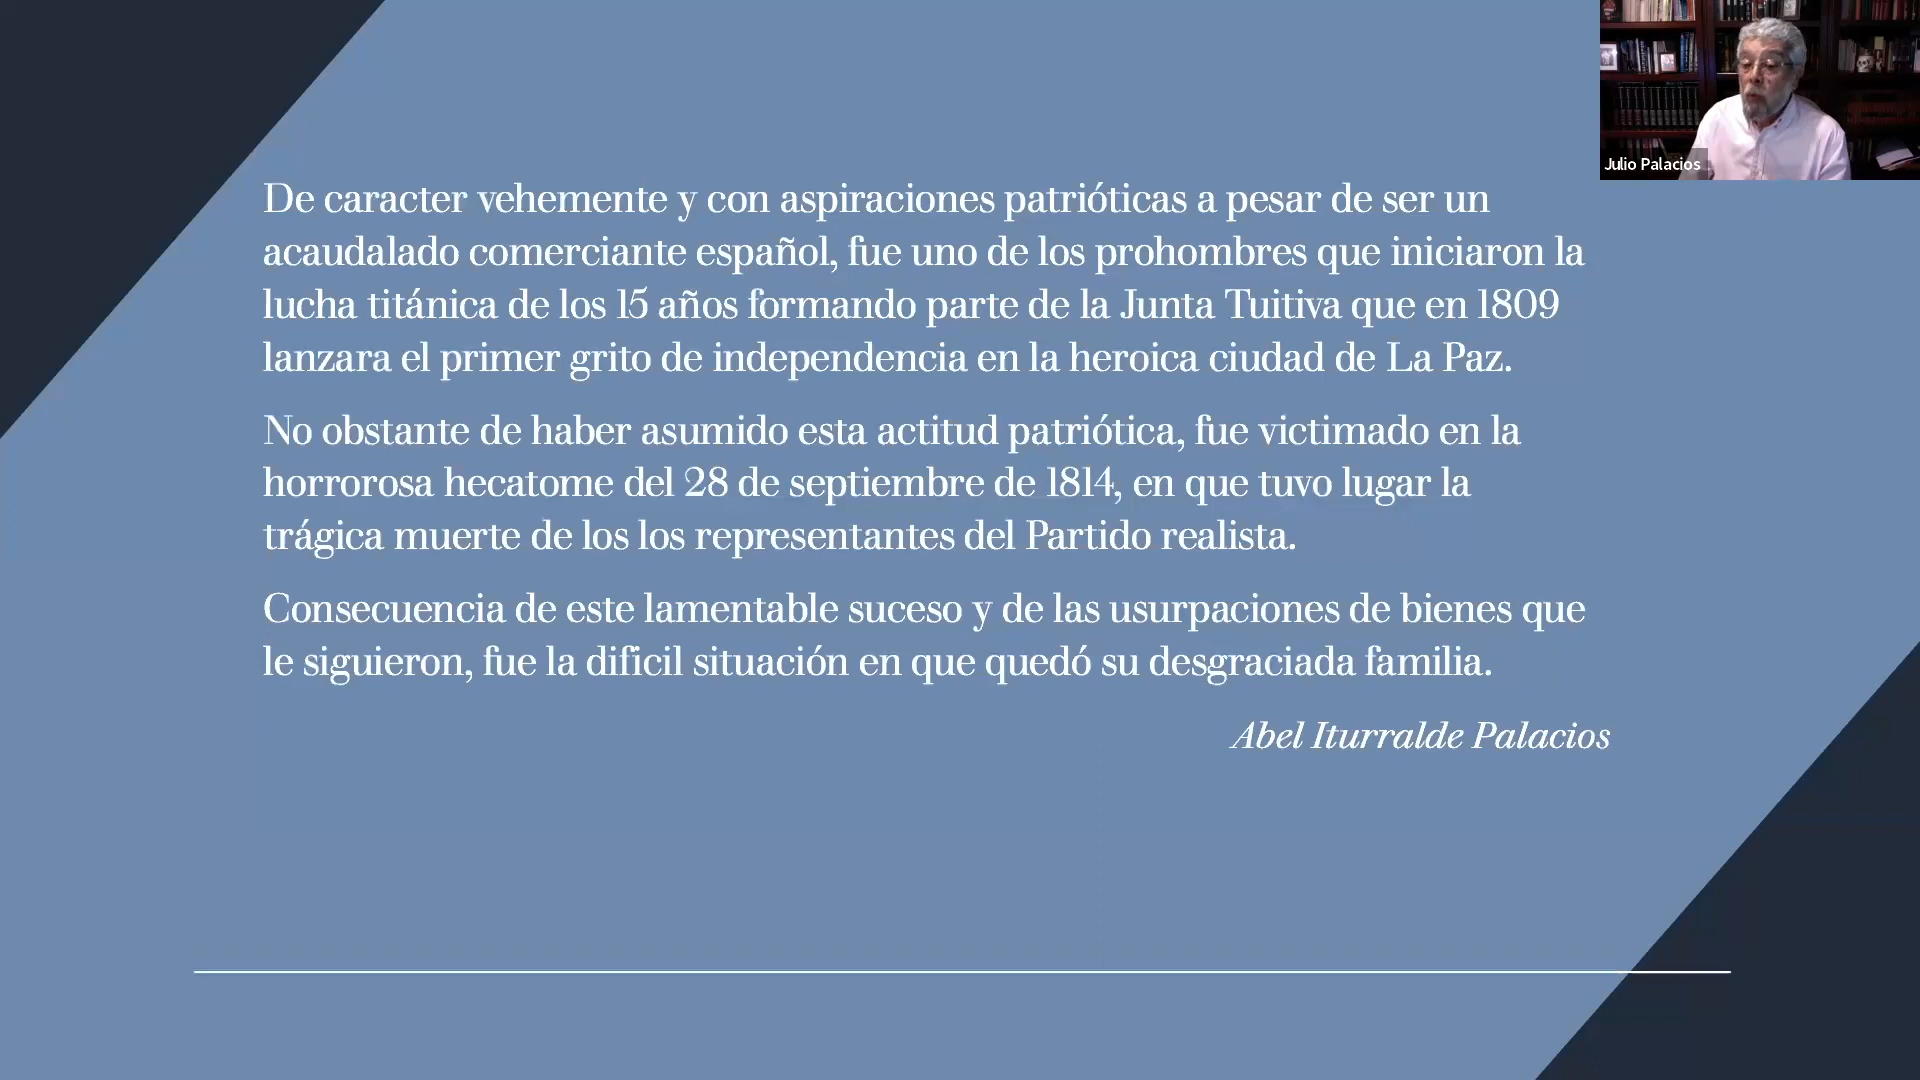 Julio Palacios
De caracter vehemente y con aspiraciones patrióticas a pesar de ser un
acaudalado comerciante español, fue uno de los prohombres que iniciaron la
lucha titánica de los 15 años formando parte de la Junta Tuitiva que en 1809
lanzara el primer grito de independencia en la heroica ciudad de La Paz.
No obstante de haber asumido esta actitud patriótica, fue victimado en la
horrorosa hecatome del 28 de septiembre de 1814, en que tuvo lugar la
trágica muerte de los los representantes del Partido realista.
Consecuencia de este lamentable suceso y de las usurpaciones de bienes que
le siguieron, fue la dificil situación en que quedó su desgraciada familia.
Abel Iturralde Palacios